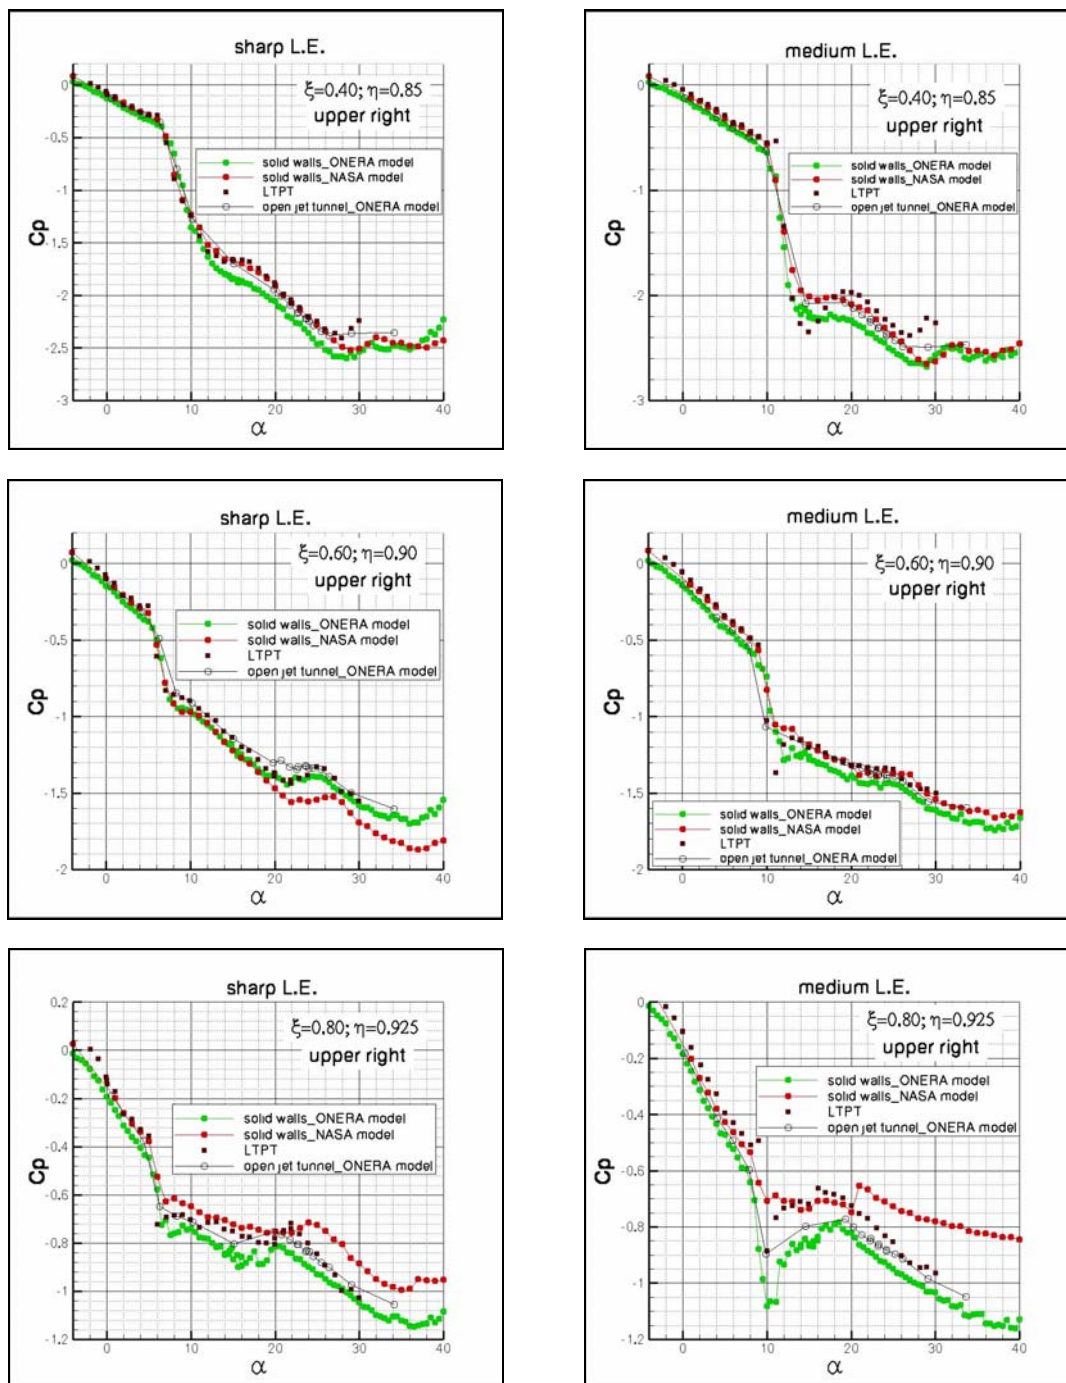 sharp L.E.
ξ=0.40; η=0.85
upper right
solid walls_ONERA model
solid walls_NASA model
LTPT
open jet tunnel_ONERA model
Cp
0
-0.5
-1
-1.5
-2
-2.5
-3
0 10 20 30 40
α
medium L.E.
ξ=0.40; η=0.85
upper right
solid walls_ONERA model
solid walls_NASA model
LTPT
open jet tunnel_ONERA model
Cp
0
-0.5
-1
-1.5
-2
-2.5
-3
0 10 20 30 40
α
sharp L.E.
ξ=0.60; η=0.90
upper right
solid walls_ONERA model
solid walls_NASA model
LTPT
open jet tunnel_ONERA model
Cp
0
-0.5
-1
-1.5
-2
0 10 20 30 40
α
medium L.E.
ξ=0.60; η=0.90
upper right
solid walls_ONERA model
solid walls_NASA model
LTPT
open jet tunnel_ONERA model
Cp
0
-0.5
-1
-1.5
-2
0 10 20 30 40
α
sharp L.E.
ξ=0.80; η=0.925
upper right
solid walls_ONERA model
solid walls_NASA model
LTPT
open jet tunnel_ONERA model
Cp
0.2
0
-0.2
-0.4
-0.6
-0.8
-1
-1.2
0 10 20 30 40
α
medium L.E.
ξ=0.80; η=0.925
upper right
solid walls_ONERA model
solid walls_NASA model
LTPT
open jet tunnel_ONERA model
Cp
0
-0.2
-0.4
-0.6
-0.8
-1
-1.2
0 10 20 30 40
α